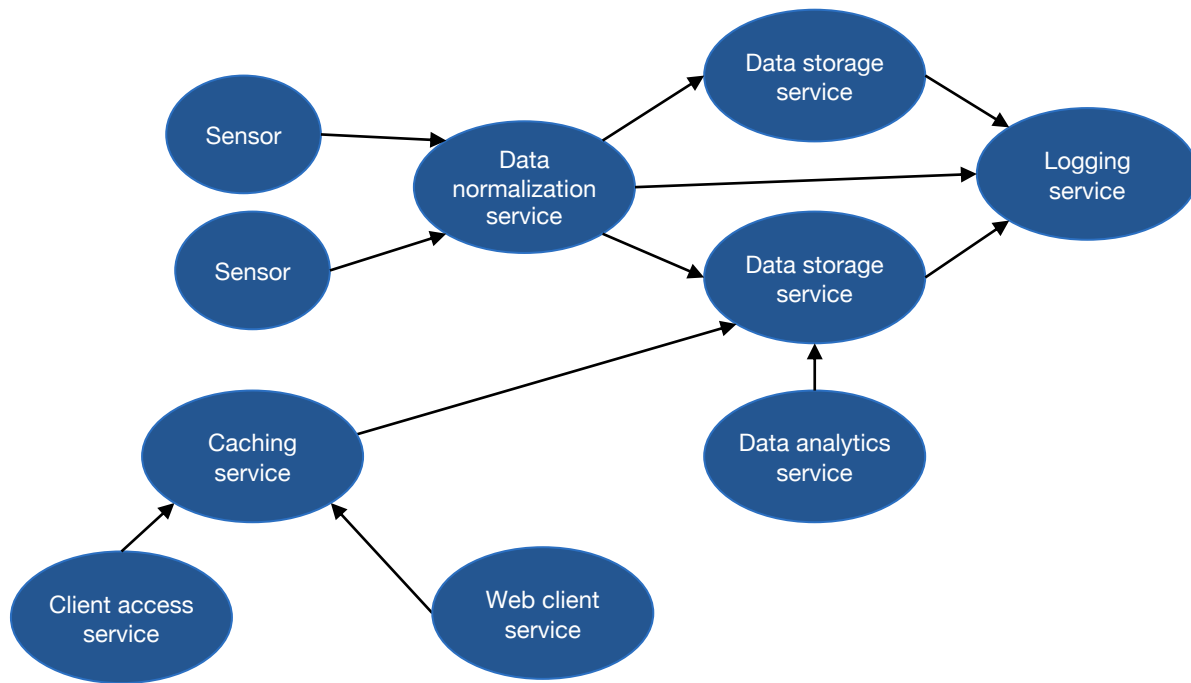 Data storage
service
Sensor
Data
normalization
service
Logging
service
Sensor
Data storage
service
Caching
service
Data analytics
service
Client access
service
Web client
service